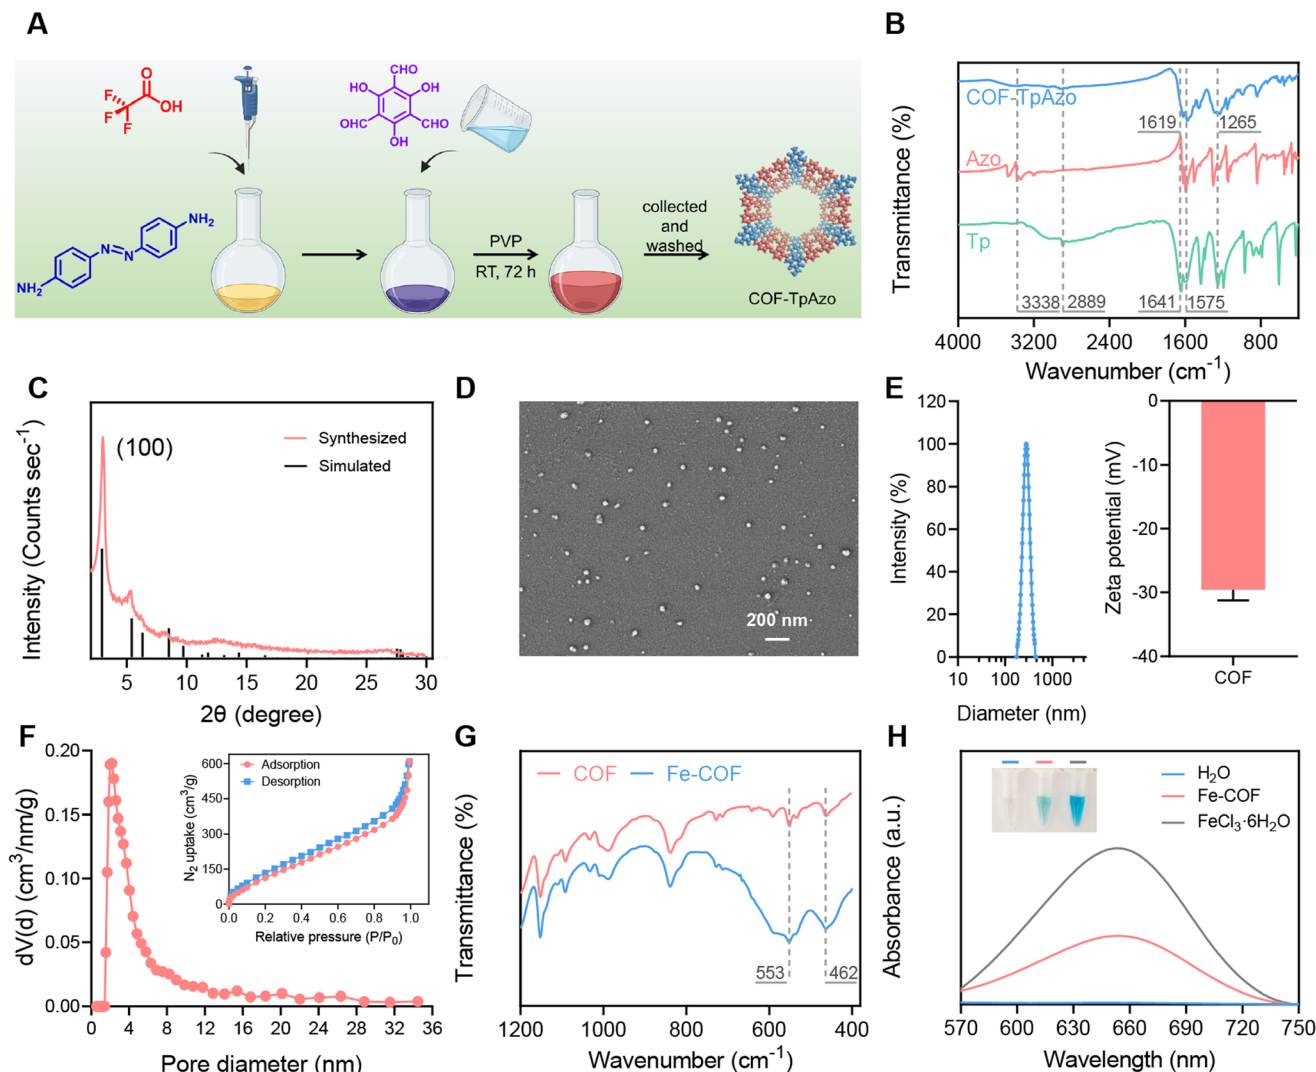 A
F
F
F
O
OH
CHO
HO
OH
OHC
CHO
OH
NH₂
N
N
NH₂
PVP
RT, 72 h
collected
and
washed
COF-TpAzo
B
Transmittance (%)
COF-TpAzo
1619
1265
Azo
Tp
3338
2889
1641
1575
4000
3200
2400
1600
800
Wavenumber (cm⁻¹)
C
Intensity (Counts sec⁻¹)
(100)
Synthesized
Simulated
5
10
15
20
25
30
2θ (degree)
D
200 nm
E
Intensity (%)
120
100
80
60
40
20
0
10
100
1000
Diameter (nm)
Zeta potential (mV)
0
-10
-20
-30
-40
COF
F
dV(d) (cm³/nm/g)
0.20
0.15
0.10
0.05
0.00
0
4
8
12
16
20
24
28
32
36
Pore diameter (nm)
N₂ uptake (cm³/g)
600
450
300
150
0
Adsorption
Desorption
0.0
0.2
0.4
0.6
0.8
1.0
Relative pressure (P/P₀)
G
Transmittance (%)
COF
Fe-COF
553
462
1200
1000
800
600
400
Wavenumber (cm⁻¹)
H
Absorbance (a.u.)
H₂O
Fe-COF
FeCl₃·6H₂O
570
600
630
660
690
720
750
Wavelength (nm)